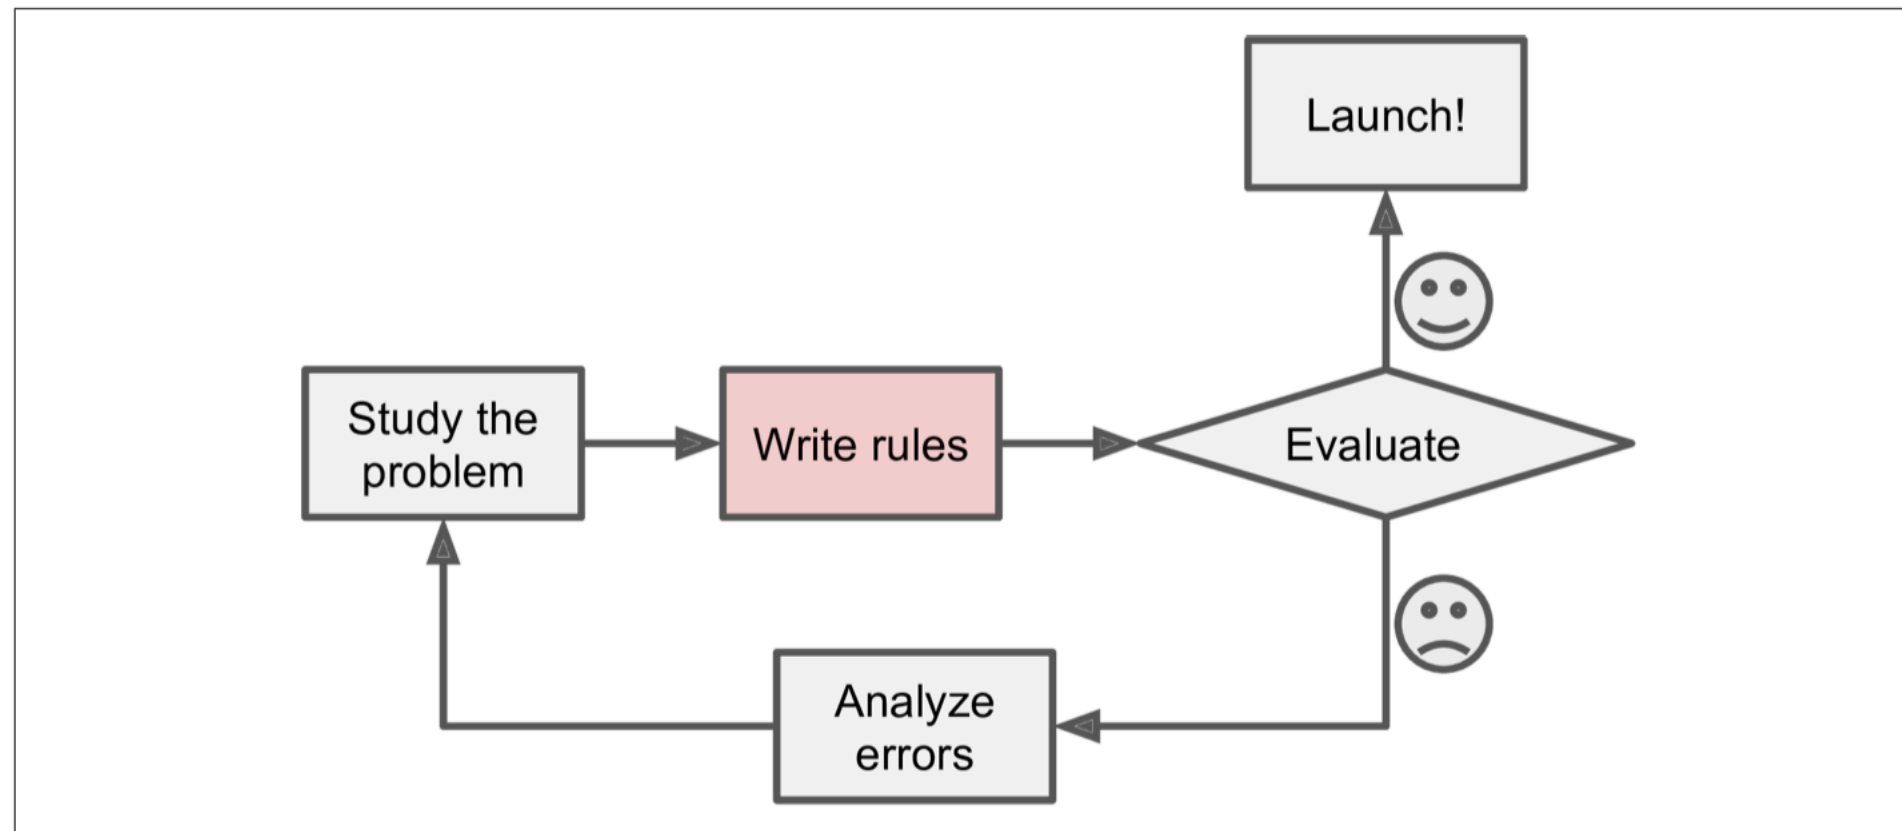 Launch!
Study the
problem
Write rules
Evaluate
Analyze
errors